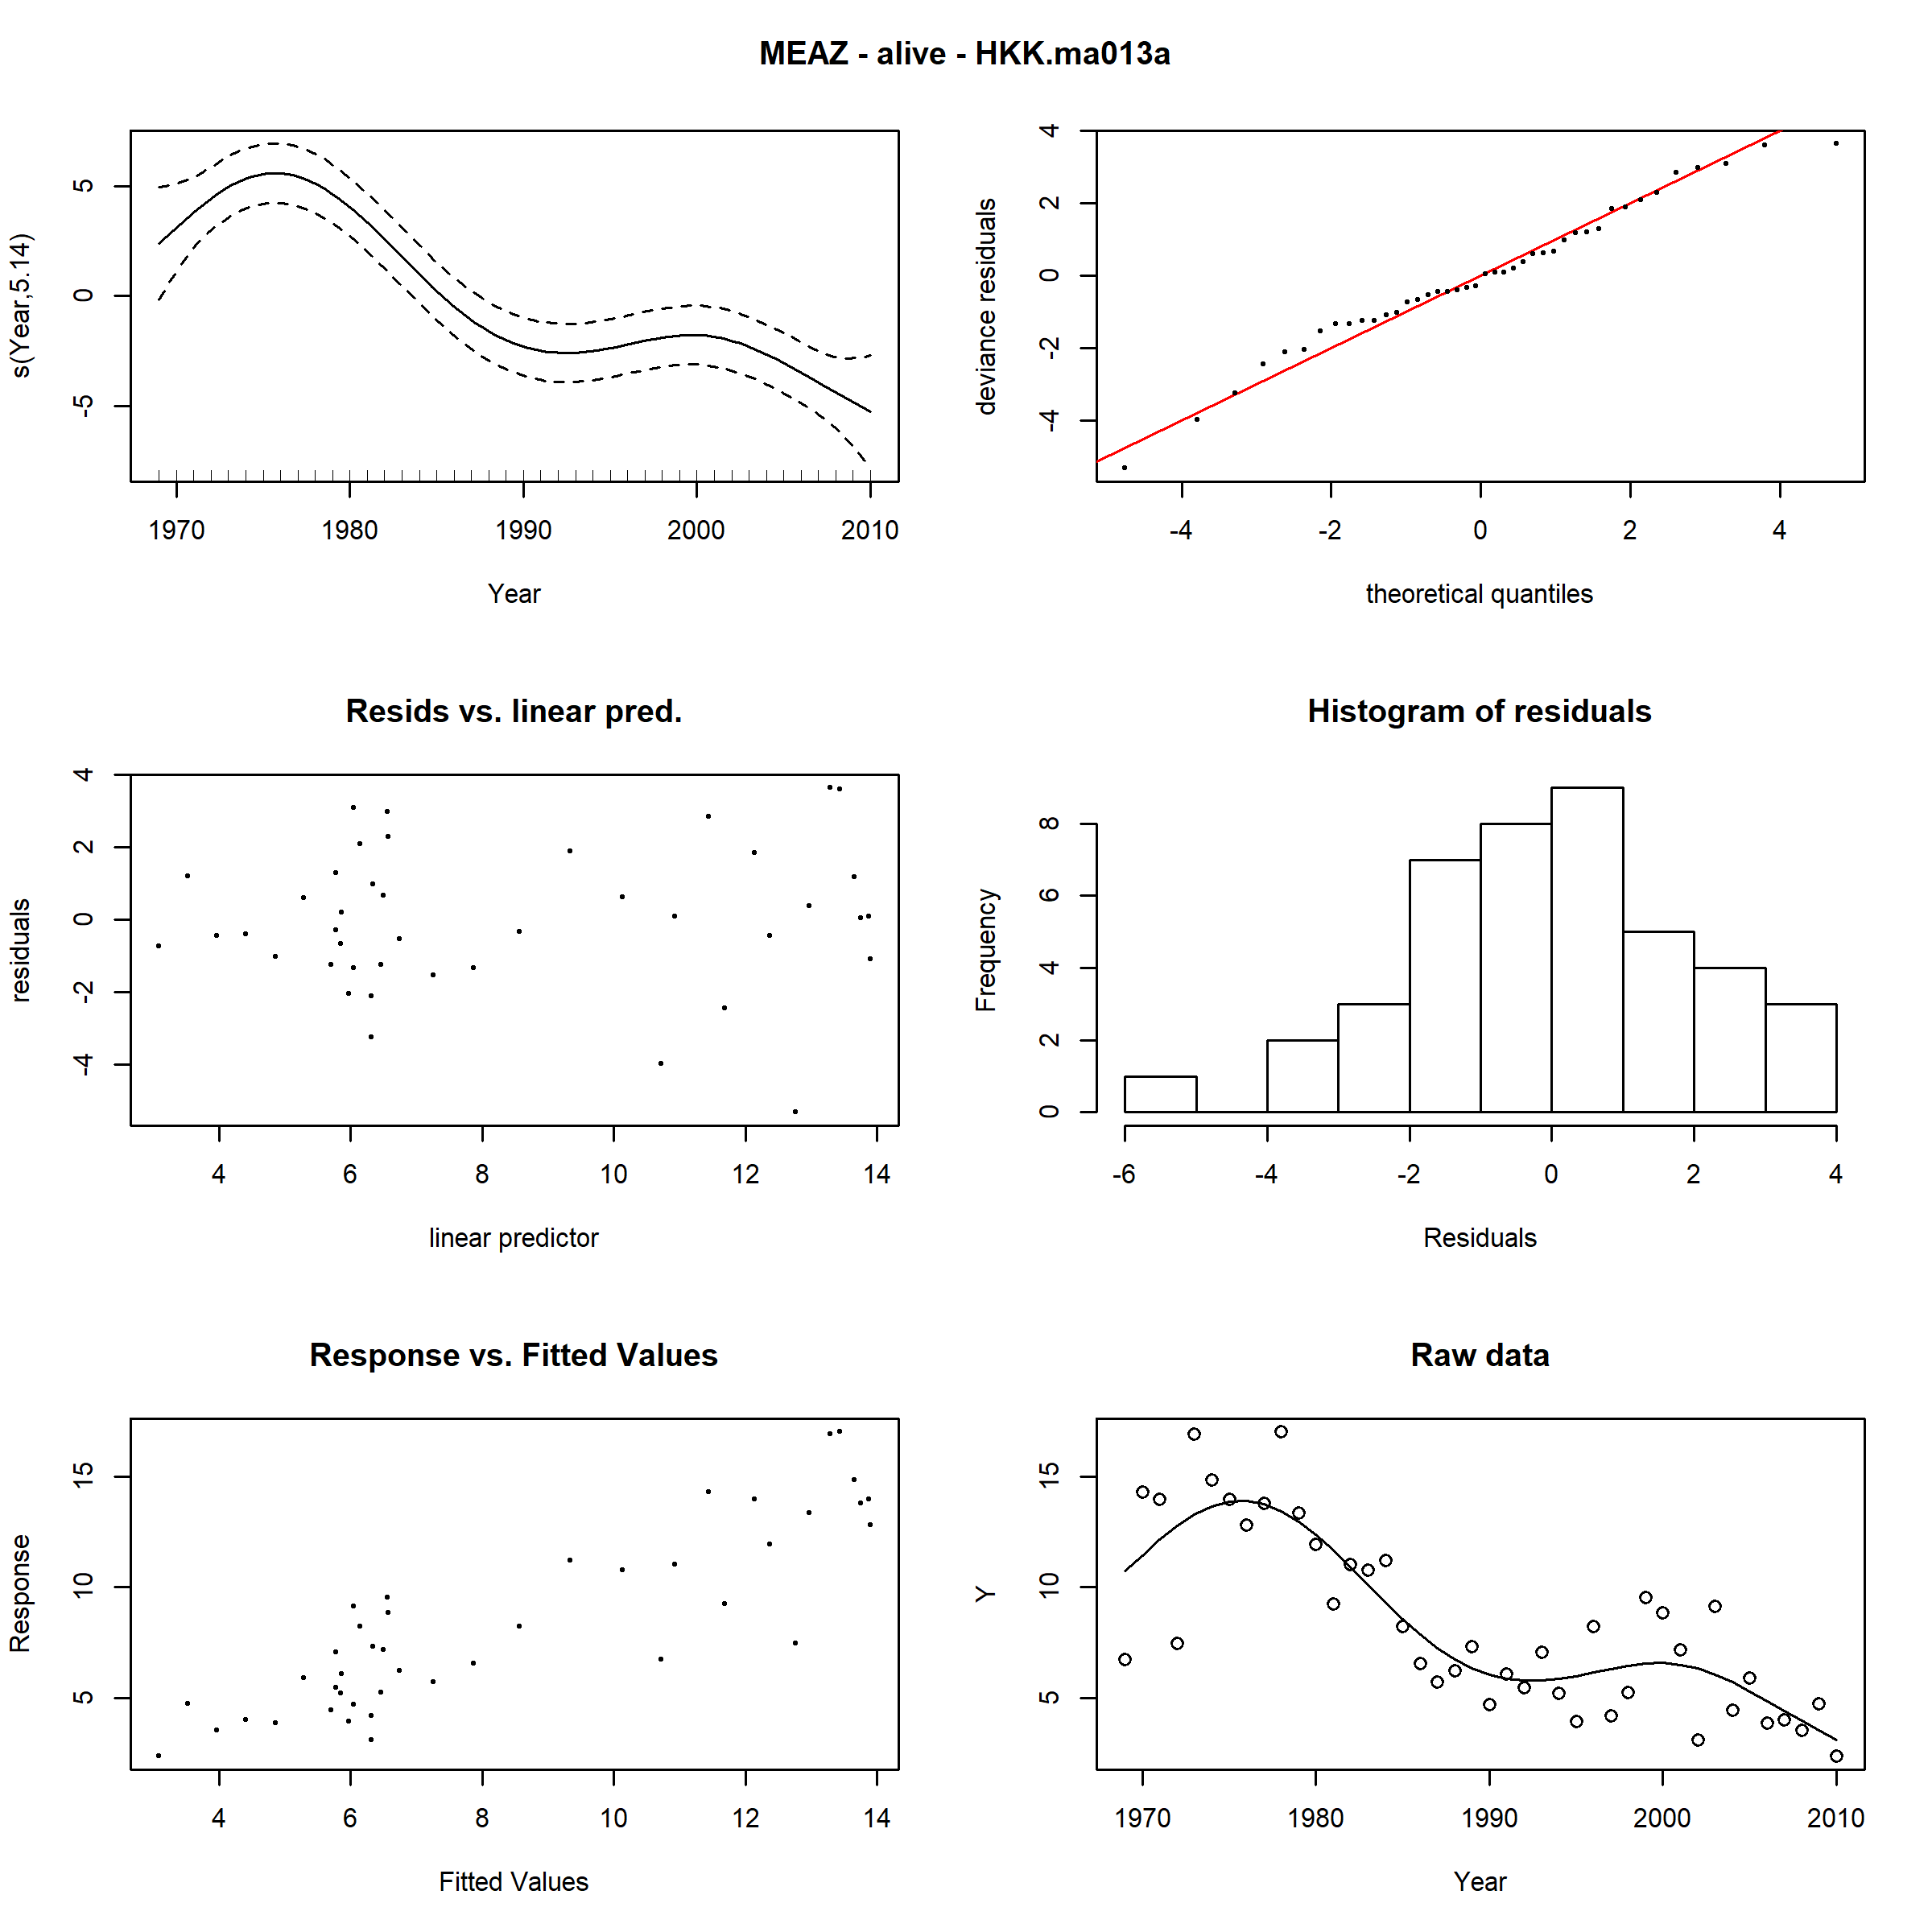 MEAZ - alive - HKK.ma013a
s(Year,5.14)
5
0
-5
1970 1980 1990 2000 2010
Year
deviance residuals
4
2
0
-2
-4
-4 -2 0 2 4
theoretical quantiles
Resids vs. linear pred.
residuals
4
2
0
-2
-4
4 6 8 10 12 14
linear predictor
Histogram of residuals
Frequency
8
6
4
2
0
-6 -4 -2 0 2 4
Residuals
Response vs. Fitted Values
Response
15
10
5
4 6 8 10 12 14
Fitted Values
Raw data
Y
15
10
5
1970 1980 1990 2000 2010
Year